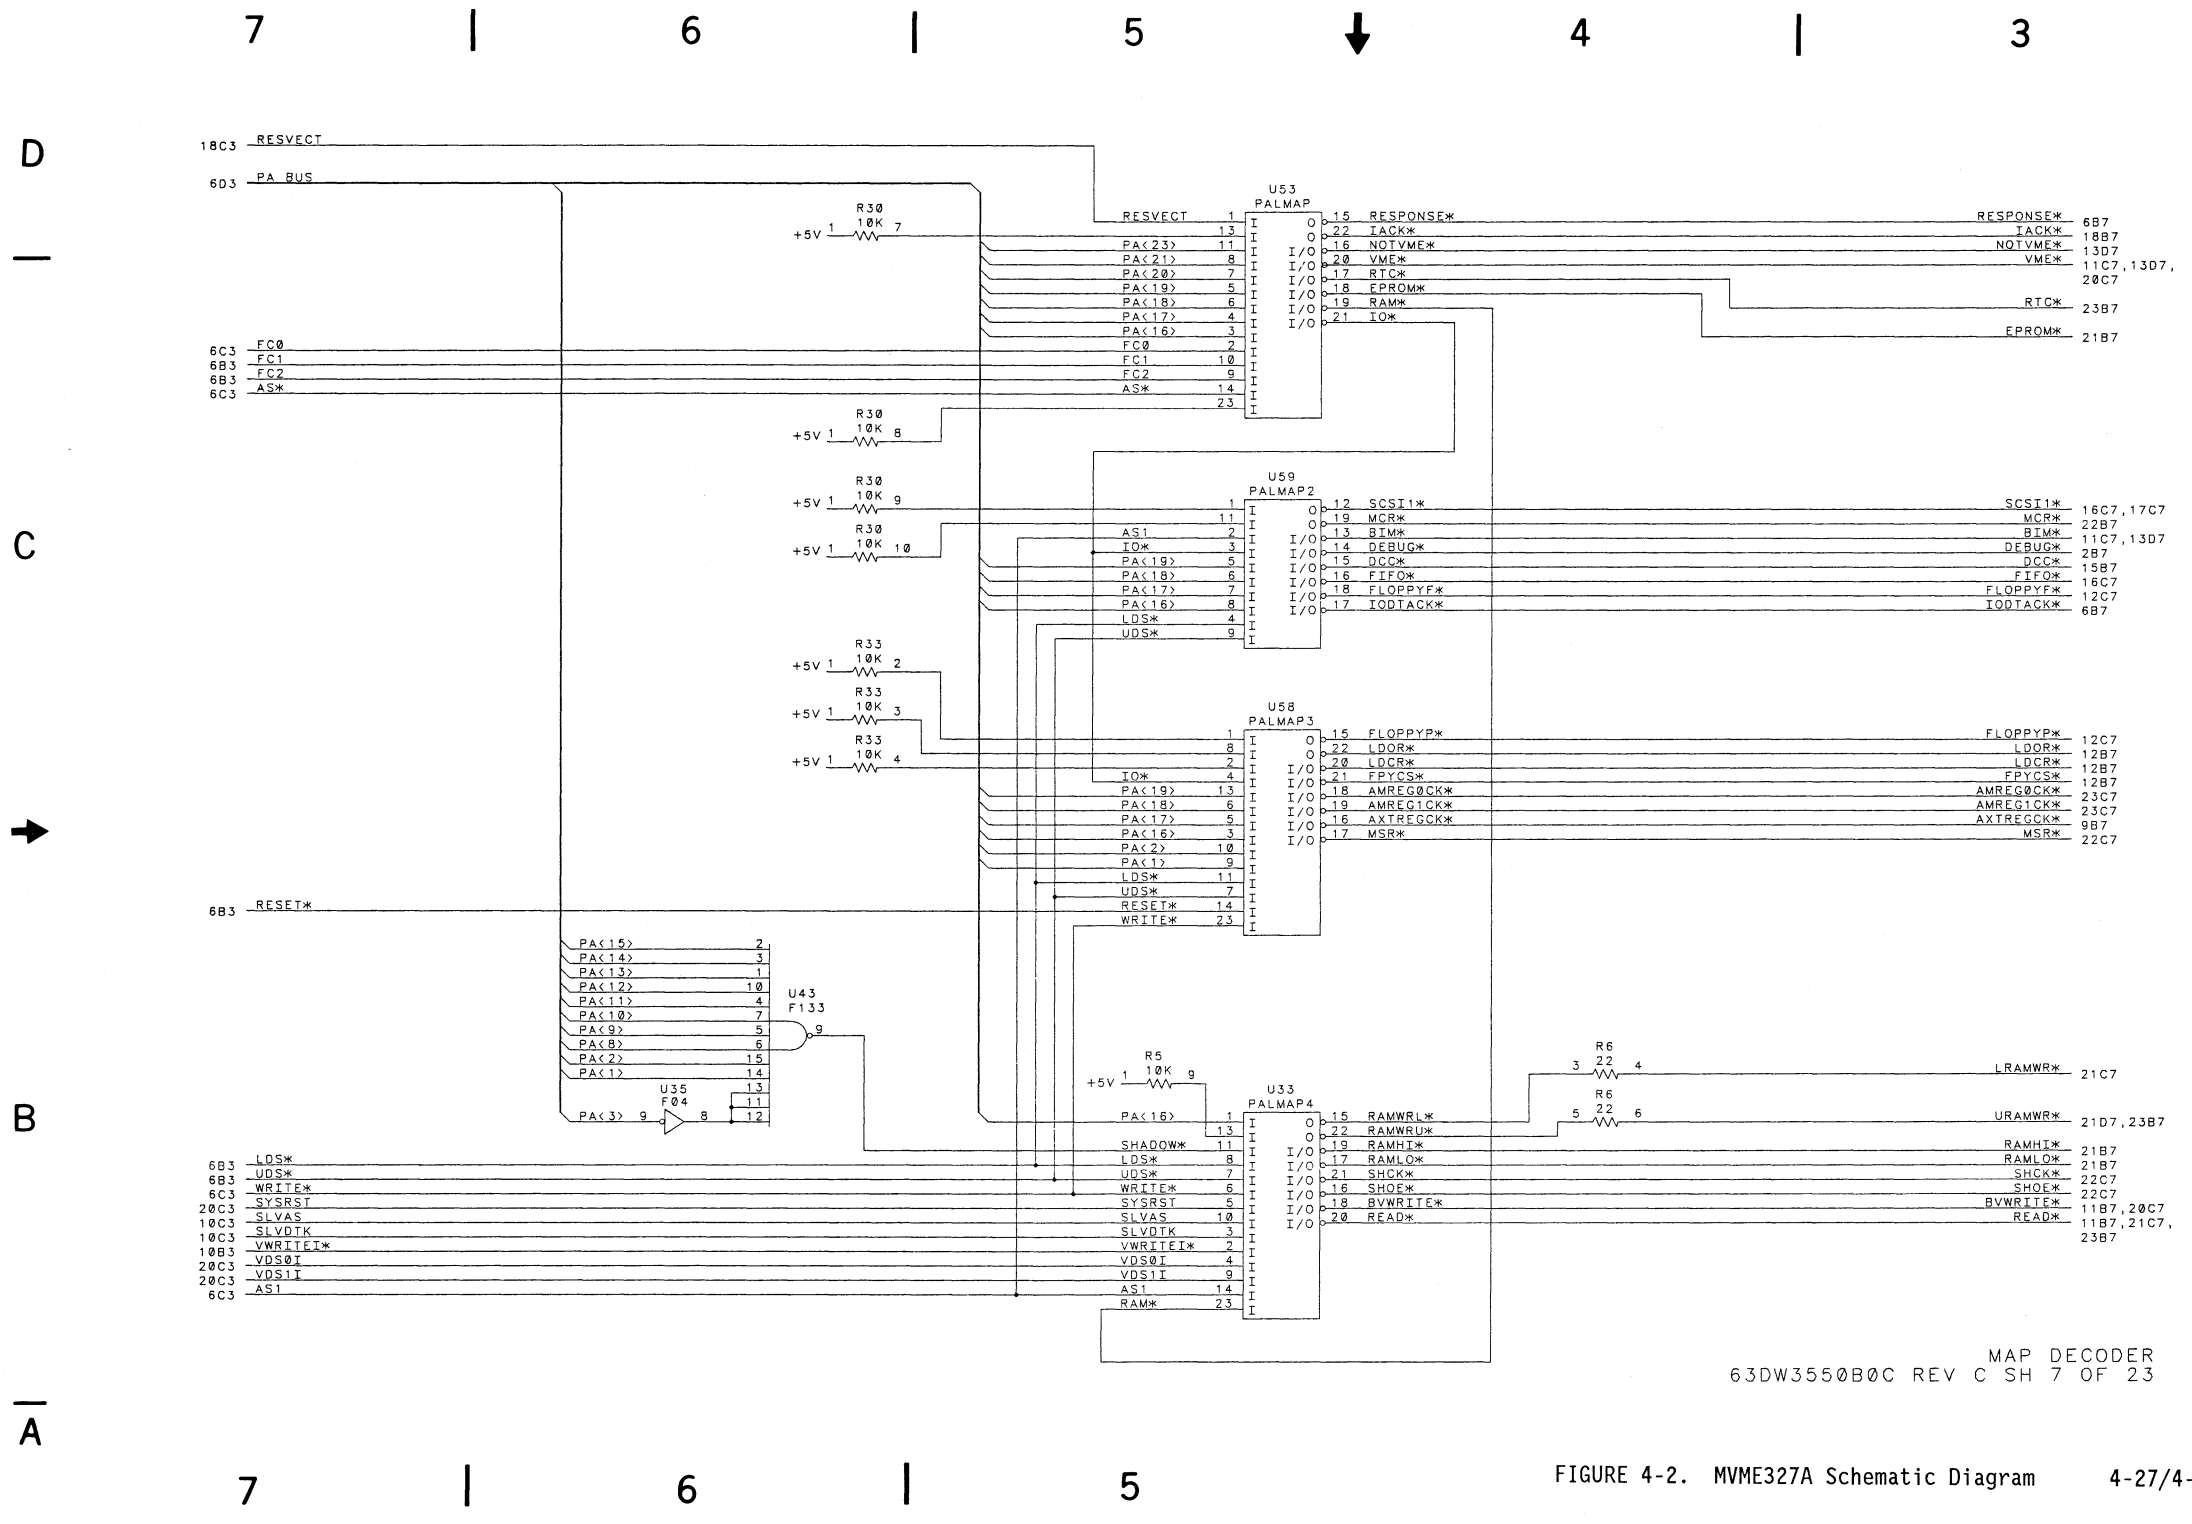 7 | 6 | 5 4 | 3
D
18C3 RESVECT
6D3 PA BUS
U53
PALMAP
R30
10K
+5V 1 7
RESVECT 1 I O 15 RESPONSE* RESPONSE* 6B7
13 I O 22 IACK* IACK* 18B7
PA<23> 11 I I/O 16 NOTVME* NOTVME* 13D7
PA<21> 8 I I/O 20 VME* VME* 11C7,13D7,
20C7
PA<20> 7 I I/O 17 RTC* RTC* 23B7
PA<19> 5 I I/O 18 EPROM* EPROM* 21B7
PA<18> 6 I I/O 19 RAM*
PA<17> 4 I I/O 21 IO*
PA<16> 3 I
6C3 FC0 FC0 2 I
6B3 FC1 FC1 10 I
6B3 FC2 FC2 9 I
6C3 AS* AS* 14 I
23 I
R30
10K
+5V 1 8
C
U59
PALMAP2
R30
10K
+5V 1 9
R30
10K
+5V 1 10
1 I O 12 SCSI1* SCSI1* 16C7,17C7
11 I O 19 MCR* MCR* 22B7
AS1 2 I I/O 13 BIM* BIM* 11C7,13D7
IO* 3 I I/O 14 DEBUG* DEBUG* 2B7
PA<19> 5 I I/O 15 DCC* DCC* 15B7
PA<18> 6 I I/O 16 FIFO* FIFO* 16C7
PA<17> 7 I I/O 18 FLOPPYF* FLOPPYF* 12C7
PA<16> 8 I I/O 17 IODTACK* IODTACK* 6B7
LDS* 4 I
UDS* 9 I
R33
10K
+5V 1 2
R33
10K
+5V 1 3
R33
10K
+5V 1 4
U58
PALMAP3
1 I O 15 FLOPPYP* FLOPPYP* 12C7
8 I O 22 LDOR* LDOR* 12B7
2 I I/O 20 LDCR* LDCR* 12B7
IO* 4 I I/O 21 FPYCS* FPYCS* 12B7
PA<19> 13 I I/O 18 AMREG0CK* AMREG0CK* 23C7
PA<18> 6 I I/O 19 AMREG1CK* AMREG1CK* 23C7
PA<17> 5 I I/O 16 AXTREGCK* AXTREGCK* 9B7
PA<16> 3 I I/O 17 MSR* MSR* 22C7
PA<2> 10 I
PA<1> 9 I
LDS* 11 I
UDS* 7 I
6B3 RESET* RESET* 14 I
WRITE* 23 I
PA<15> 2
PA<14> 3
PA<13> 1
PA<12> 10
PA<11> 4
PA<10> 7
PA<9> 5
PA<8> 6
PA<2> 15
PA<1> 14
13
11
12
U43
F133
9
U35
F04
PA<3> 9 8
B
R5
10K
+5V 1 9
R6
22
3 4 LRAMWR* 21C7
R6
22
5 6 URAMWR* 21D7,23B7
U33
PALMAP4
PA<16> 1 I O 15 RAMWRL*
13 I O 22 RAMWRU*
SHADOW* 11 I I/O 19 RAMHI* RAMHI* 21B7
6B3 LDS* LDS* 8 I I/O 17 RAMLO* RAMLO* 21B7
6B3 UDS* UDS* 7 I I/O 21 SHCK* SHCK* 22C7
6C3 WRITE* WRITE* 6 I I/O 16 SHOE* SHOE* 22C7
20C3 SYSRST SYSRST 5 I I/O 18 BVWRITE* BVWRITE* 11B7,20C7
10C3 SLVAS SLVAS 10 I I/O 20 READ* READ* 11B7,21C7,
23B7
10C3 SLVDTK SLVDTK 3 I
10B3 VWRITEI* VWRITEI* 2 I
20C3 VDS0I VDS0I 4 I
20C3 VDS1I VDS1I 9 I
6C3 AS1 AS1 14 I
RAM* 23 I
MAP DECODER
63DW3550B0C REV C SH 7 OF 23
A
7 | 6 | 5
FIGURE 4-2. MVME327A Schematic Diagram 4-27/4-